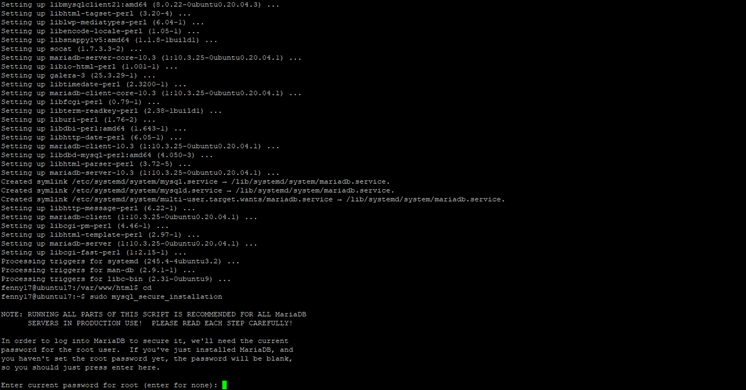 Setting up libmysqlclient21:amd64 (8.0.22-0ubuntu0.20.04.3) ...
Setting up libhtml-tagset-perl (3.20-4) ...
Setting up liblwp-mediatypes-perl (6.04-1) ...
Setting up libencode-locale-perl (1.05-1) ...
Setting up libsnappy1v5:amd64 (1.1.8-1build1) ...
Setting up socat (1.7.3.3-2) ...
Setting up mariadb-server-core-10.3 (1:10.3.25-0ubuntu0.20.04.1) ...
Setting up libio-html-perl (1.001-1) ...
Setting up galera-3 (25.3.29-1) ...
Setting up libtimedate-perl (2.3200-1) ...
Setting up mariadb-client-core-10.3 (1:10.3.25-0ubuntu0.20.04.1) ...
Setting up libfcgi-perl (0.79-1) ...
Setting up libterm-readkey-perl (2.38-1build1) ...
Setting up liburi-perl (1.76-2) ...
Setting up libdbi-perl:amd64 (1.643-1) ...
Setting up libhttp-date-perl (6.05-1) ...
Setting up mariadb-client-10.3 (1:10.3.25-0ubuntu0.20.04.1) ...
Setting up libdbd-mysql-perl:amd64 (4.050-3) ...
Setting up libhtml-parser-perl (3.72-5) ...
Setting up mariadb-server-10.3 (1:10.3.25-0ubuntu0.20.04.1) ...
Created symlink /etc/systemd/system/mysql.service → /lib/systemd/system/mariadb.service.
Created symlink /etc/systemd/system/mysqld.service → /lib/systemd/system/mariadb.service.
Created symlink /etc/systemd/system/multi-user.target.wants/mariadb.service → /lib/systemd/system/mariadb.service.
Setting up libhttp-message-perl (6.22-1) ...
Setting up mariadb-client (1:10.3.25-0ubuntu0.20.04.1) ...
Setting up libcgi-pm-perl (4.46-1) ...
Setting up libhtml-template-perl (2.97-1) ...
Setting up mariadb-server (1:10.3.25-0ubuntu0.20.04.1) ...
Setting up libcgi-fast-perl (1:2.15-1) ...
Processing triggers for systemd (245.4-4ubuntu3.2) ...
Processing triggers for man-db (2.9.1-1) ...
Processing triggers for libc-bin (2.31-0ubuntu9) ...
fenny17@ubuntu17:/var/www/html$ cd
fenny17@ubuntu17:~$ sudo mysql_secure_installation
NOTE: RUNNING ALL PARTS OF THIS SCRIPT IS RECOMMENDED FOR ALL MariaDB
SERVERS IN PRODUCTION USE!  PLEASE READ EACH STEP CAREFULLY!
In order to log into MariaDB to secure it, we'll need the current
password for the root user.  If you've just installed MariaDB, and
you haven't set the root password yet, the password will be blank,
so you should just press enter here.
Enter current password for root (enter for none):